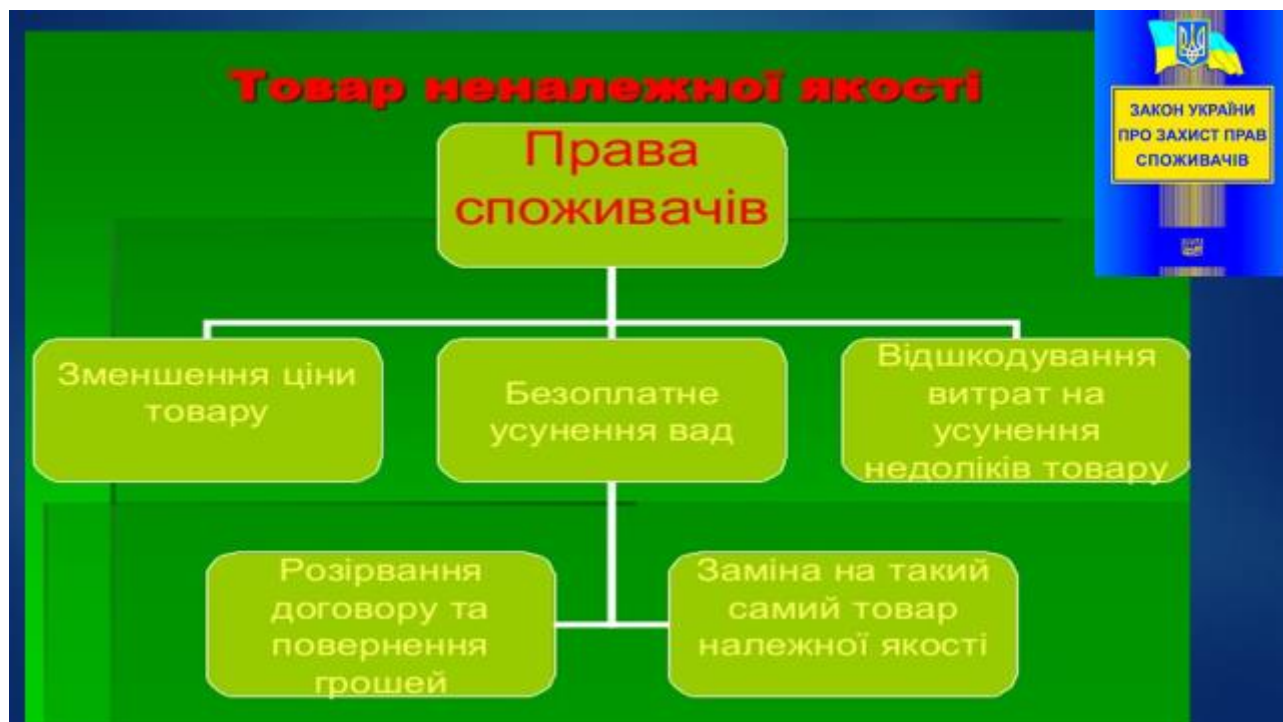 Товар неналежної якості
ЗАКОН УКРАЇНИ
ПРО ЗАХИСТ ПРАВ
СПОЖИВАЧІВ
Права
споживачів
Зменшення ціни
товару
Безоплатне
усунення вад
Відшкодування
витрат на
усунення
недоліків товару
Розірвання
договору та
повернення
грошей
Заміна на такий
самий товар
належної якості